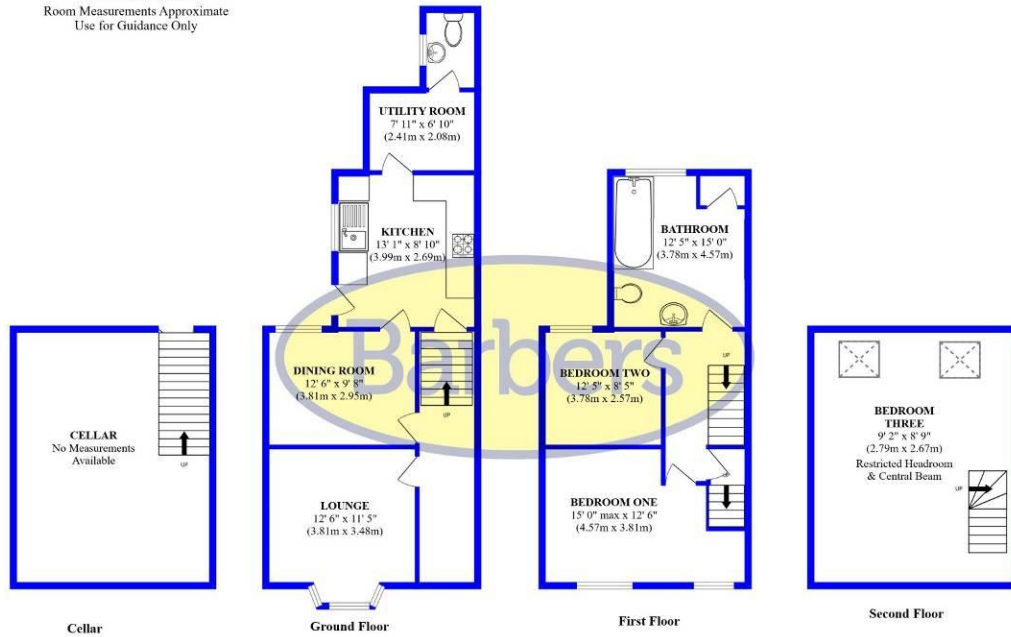 Room Measurements Approximate
Use for Guidance Only
CELLAR
No Measurements
Available
UP
Cellar
UTILITY ROOM
7' 11" x 6' 10"
(2.41m x 2.08m)
KITCHEN
13' 1" x 8' 10"
(3.99m x 2.69m)
DINING ROOM
12' 6" x 9' 8"
(3.81m x 2.95m)
UP
LOUNGE
12' 6" x 11' 5"
(3.81m x 3.48m)
Ground Floor
Barbers
BATHROOM
12' 5" x 15' 0"
(3.78m x 4.57m)
UP
BEDROOM TWO
12' 5" x 8' 5"
(3.78m x 2.57m)
UP
BEDROOM ONE
15' 0" max x 12' 6"
(4.57m x 3.81m)
First Floor
BEDROOM
THREE
9' 2" x 8' 9"
(2.79m x 2.67m)
Restricted Headroom
& Central Beam
UP
Second Floor